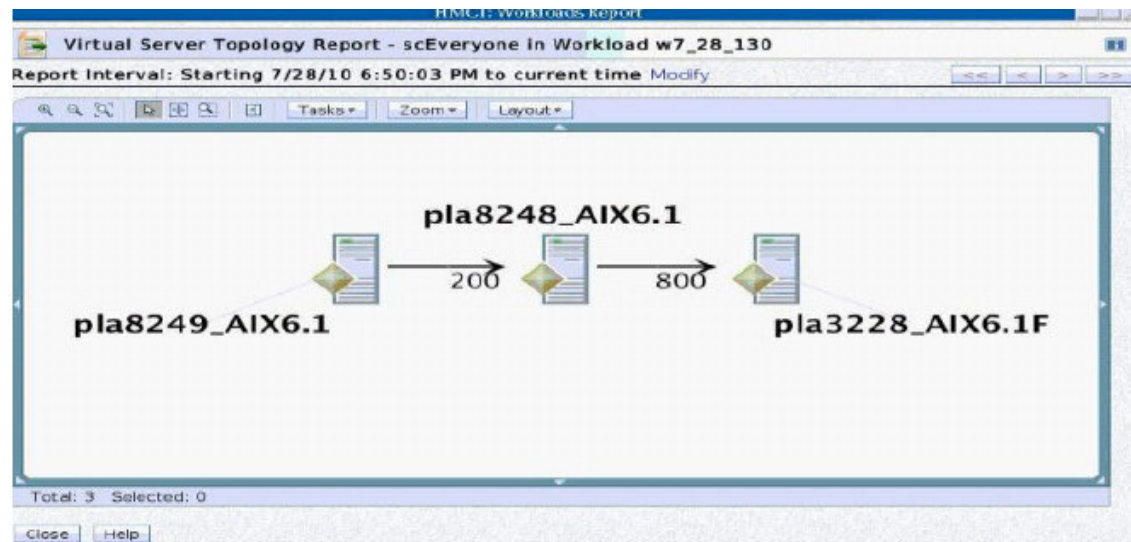 HMC1: Workloads Report
Virtual Server Topology Report - scEveryone in Workload w7_28_130
Report Interval: Starting 7/28/10 6:50:03 PM to current time Modify
<< < > >>
Tasks Zoom Layout
pla8248_AIX6.1
200 800
pla8249_AIX6.1 pla3228_AIX6.1F
Total: 3 Selected: 0
Close Help